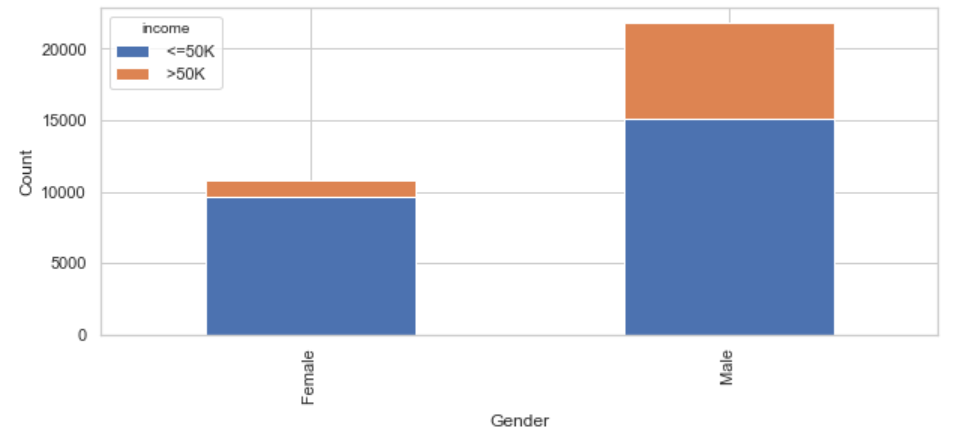 income
<=50K
>50K
20000
15000
10000
5000
0
Count
Female
Male
Gender